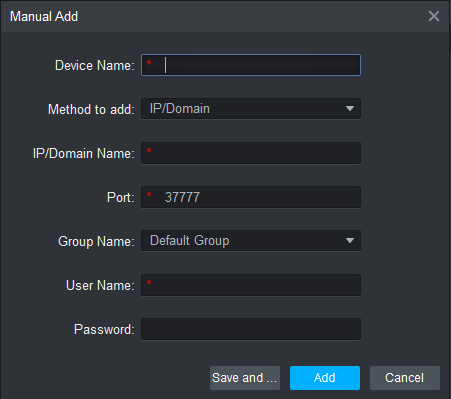 Manual Add
Device Name: *
Method to add: IP/Domain
IP/Domain Name: *
Port: * 37777
Group Name: Default Group
User Name: *
Password:
Save and ... Add Cancel